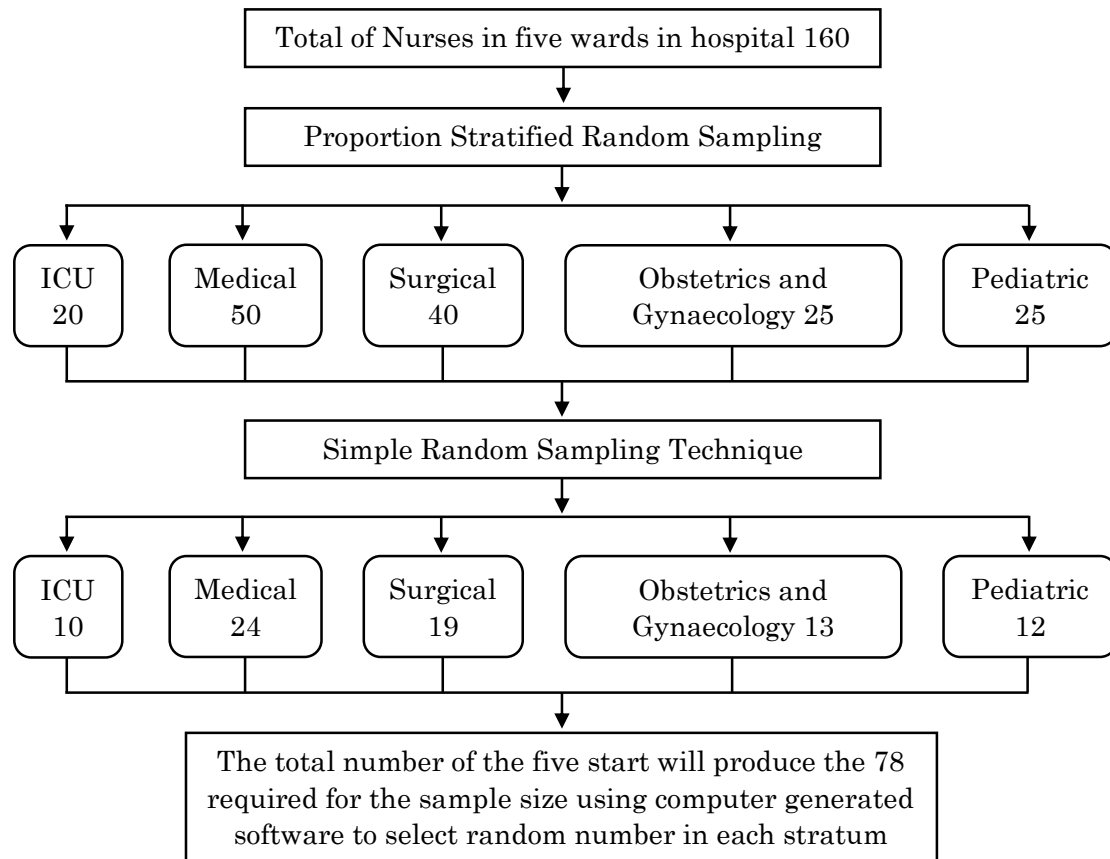 Total of Nurses in five wards in hospital 160
Proportion Stratified Random Sampling
ICU
20
Medical
50
Surgical
40
Obstetrics and
Gynaecology 25
Pediatric
25
Simple Random Sampling Technique
ICU
10
Medical
24
Surgical
19
Obstetrics and
Gynaecology 13
Pediatric
12
The total number of the five start will produce the 78
required for the sample size using computer generated
software to select random number in each stratum